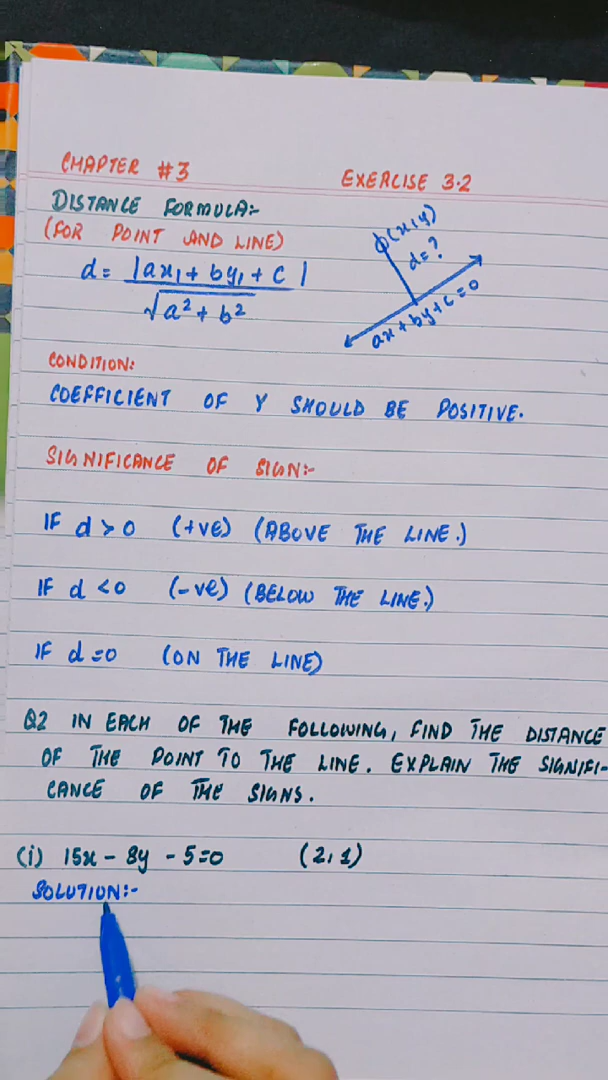 CHAPTER #3 EXERCISE 3.2
DISTANCE FORMULA:-
(FOR POINT AND LINE)
d = |ax₁ + by₁ + c|
√a² + b²
(x, y)
d = ?
ax + by + c = 0
CONDITION:
COEFFICIENT OF Y SHOULD BE POSITIVE.
SIGNIFICANCE OF SIGN:-
IF d > 0 (+ve) (ABOVE THE LINE.)
IF d < 0 (-ve) (BELOW THE LINE.)
IF d = 0 (ON THE LINE)
Q2 IN EACH OF THE FOLLOWING, FIND THE DISTANCE
OF THE POINT TO THE LINE. EXPLAIN THE SIGNIFI-
CANCE OF THE SIGNS.
(i) 15x - 8y - 5 = 0 (2, 1)
SOLUTION:-